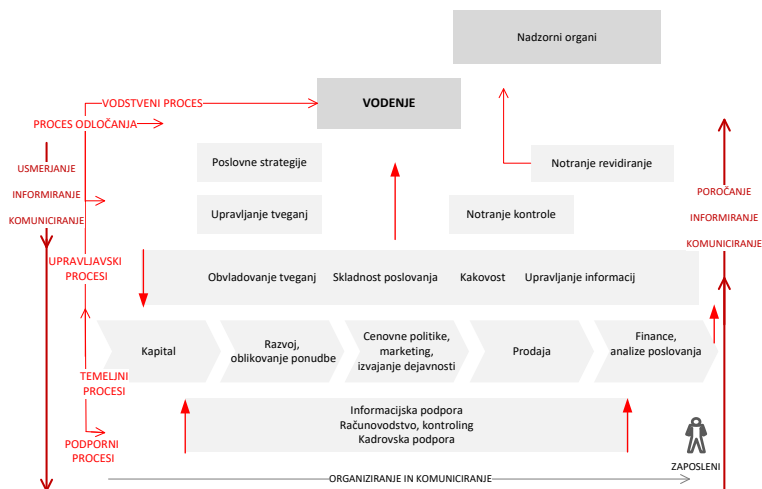 Nadzorni organi
VODSTVENI PROCES
VODENJE
PROCES ODLOČANJA
Poslovne strategije
Notranje revidiranje
USMERJANJE
INFORMIRANJE
KOMUNICIRANJE
POROČANJE
INFORMIRANJE
KOMUNICIRANJE
Upravljanje tveganj
Notranje kontrole
UPRAVLJAVSKI
PROCESI
Obvladovanje tveganj Skladnost poslovanja Kakovost Upravljanje informacij
Kapital
Razvoj,
oblikovanje ponudbe
Cenovne politike,
marketing,
izvajanje dejavnosti
Prodaja
Finance,
analize poslovanja
TEMELJNI
PROCESI
Informacijska podpora
Računovodstvo, kontroling
Kadrovska podpora
PODPORNI
PROCESI
ZAPOSLENI
ORGANIZIRANJE IN KOMUNICIRANJE